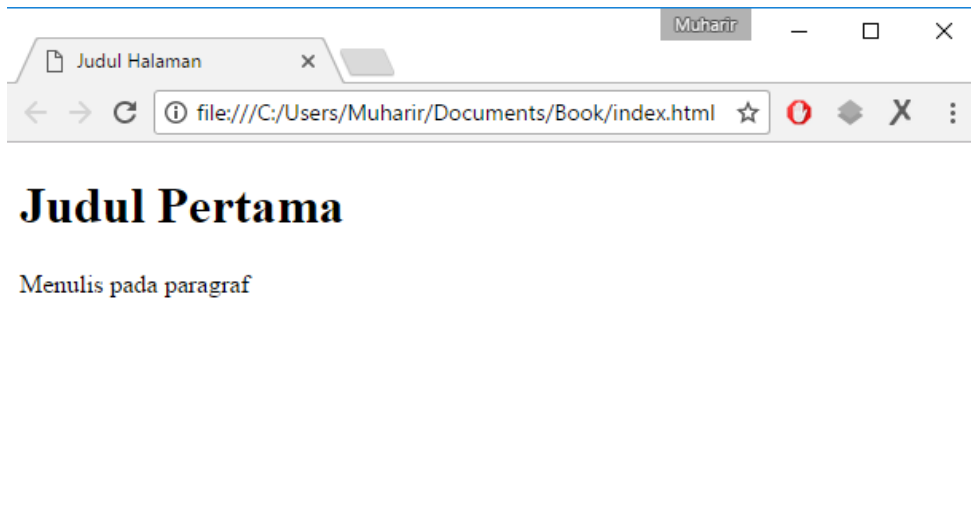 Muharir
Judul Halaman
file:///C:/Users/Muharir/Documents/Book/index.html
Judul Pertama
Menulis pada paragraf